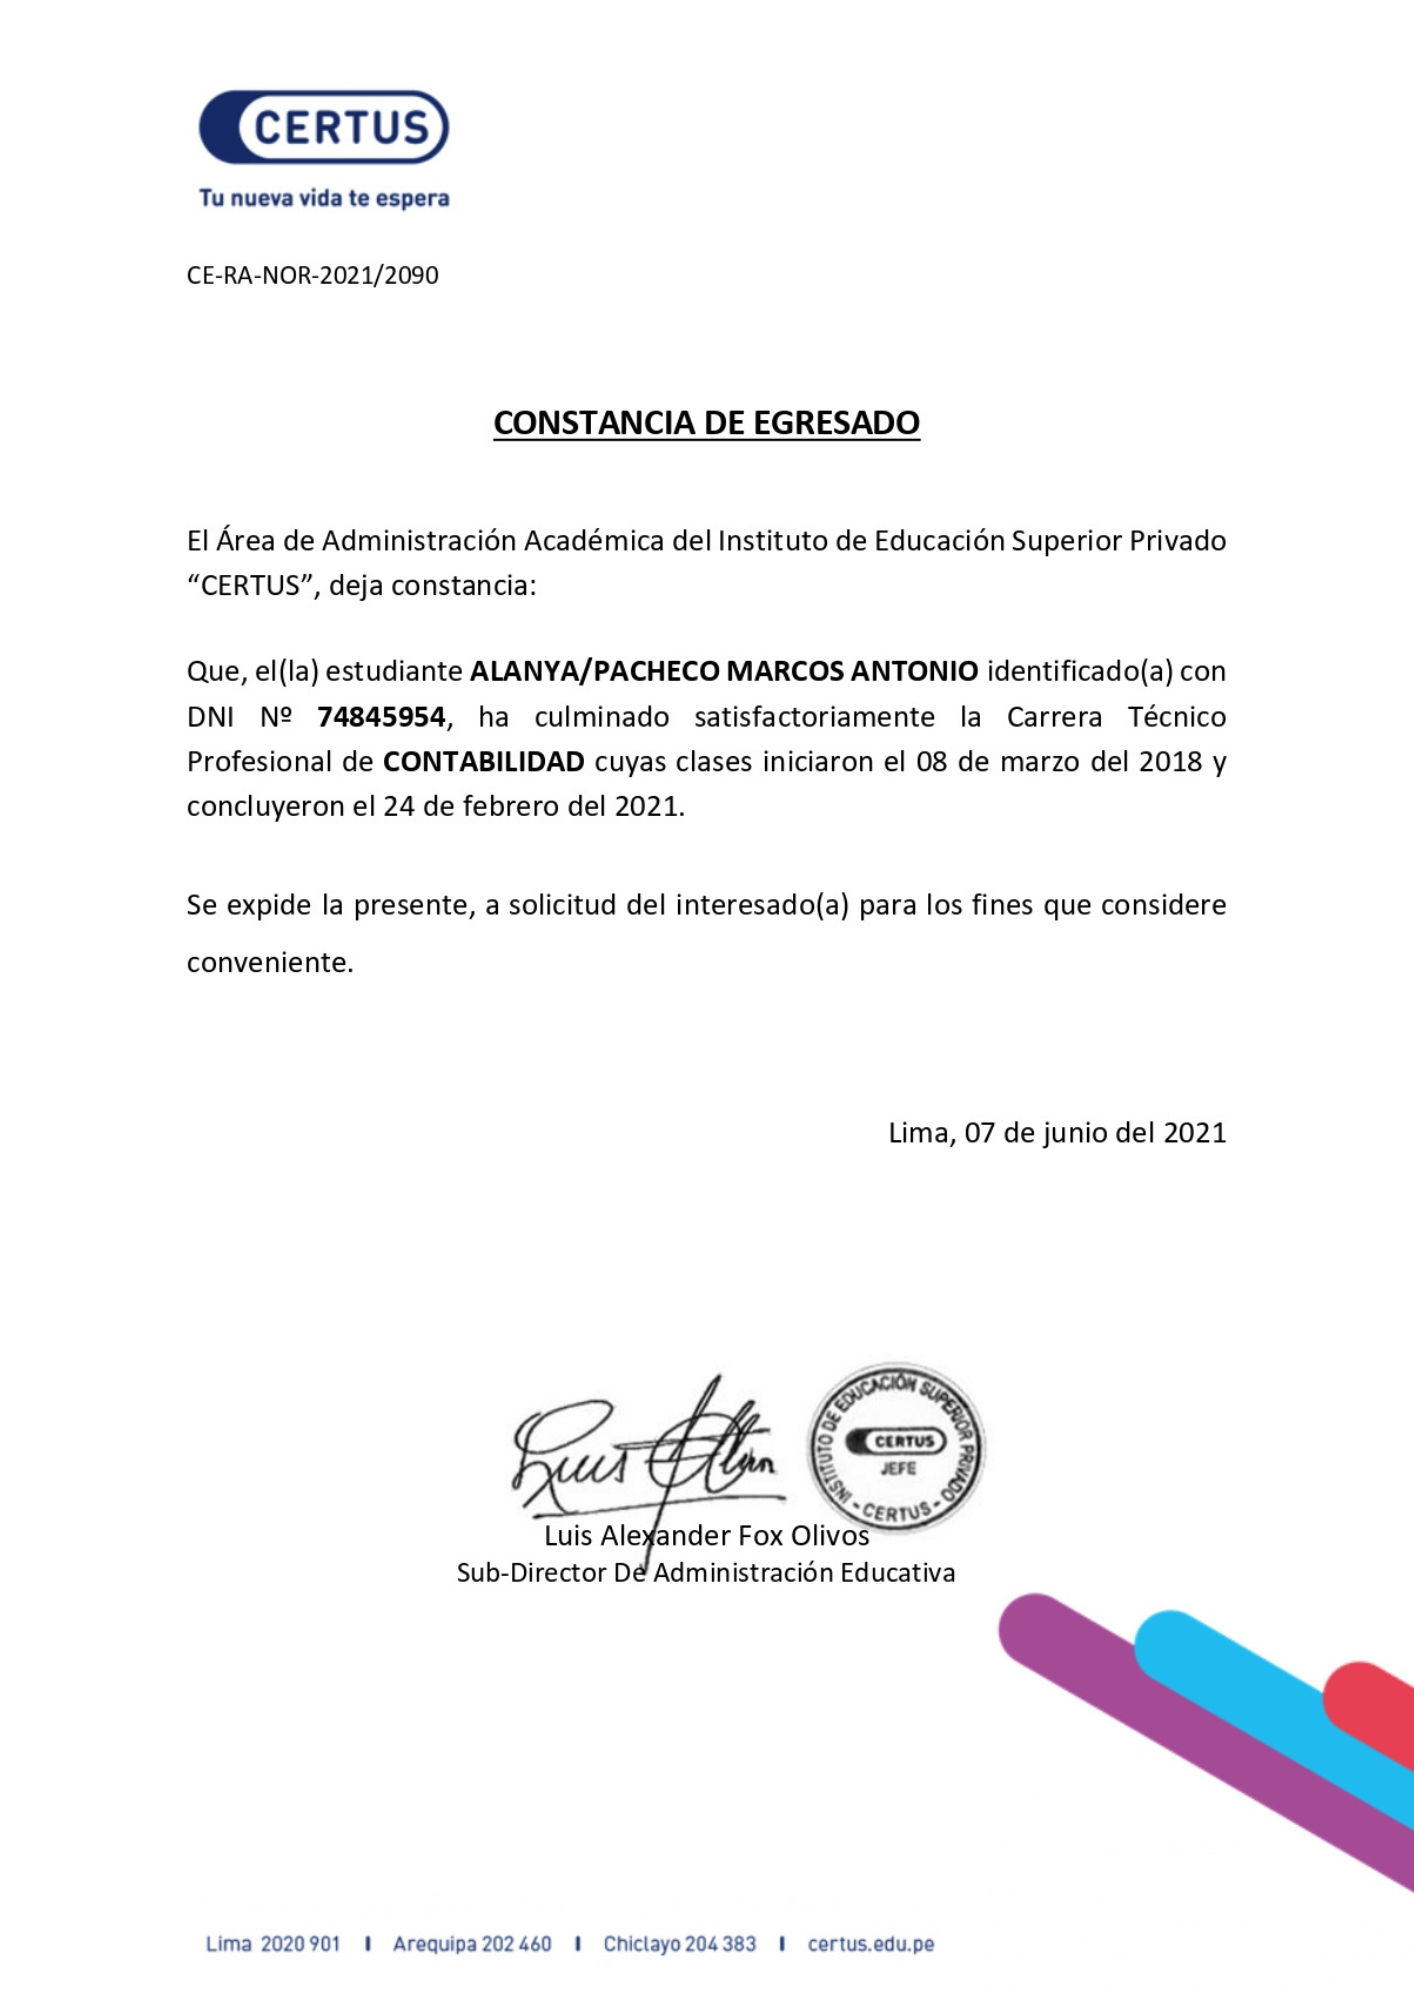 CERTUS
Tu nueva vida te espera
CE-RA-NOR-2021/2090
CONSTANCIA DE EGRESADO
El Área de Administración Académica del Instituto de Educación Superior Privado
“CERTUS”, deja constancia:
Que, el(la) estudiante ALANYA/PACHECO MARCOS ANTONIO identificado(a) con
DNI Nº 74845954, ha culminado satisfactoriamente la Carrera Técnico
Profesional de CONTABILIDAD cuyas clases iniciaron el 08 de marzo del 2018 y
concluyeron el 24 de febrero del 2021.
Se expide la presente, a solicitud del interesado(a) para los fines que considere
conveniente.
Lima, 07 de junio del 2021
INSTITUTO DE EDUCACIÓN SUPERIOR PRIVADO
CERTUS
JEFE
- CERTUS -
Luis Alexander Fox Olivos
Sub-Director De Administración Educativa
Lima 2020 901 I Arequipa 202 460 I Chiclayo 204 383 I certus.edu.pe